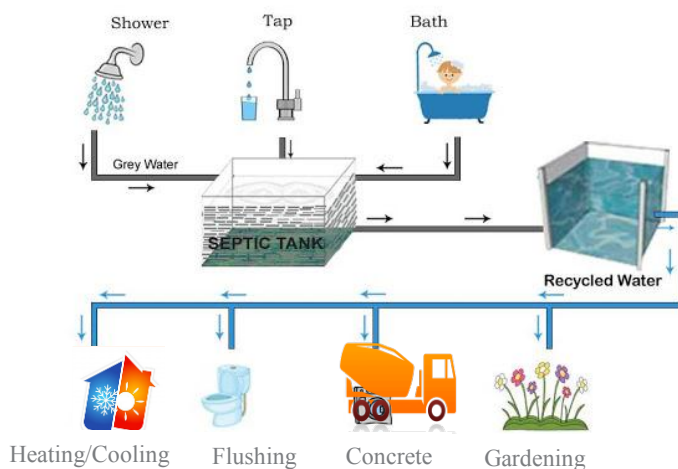 Shower
Tap
Bath
Grey Water
SEPTIC TANK
Recycled Water
Heating/Cooling
Flushing
Concrete
Gardening